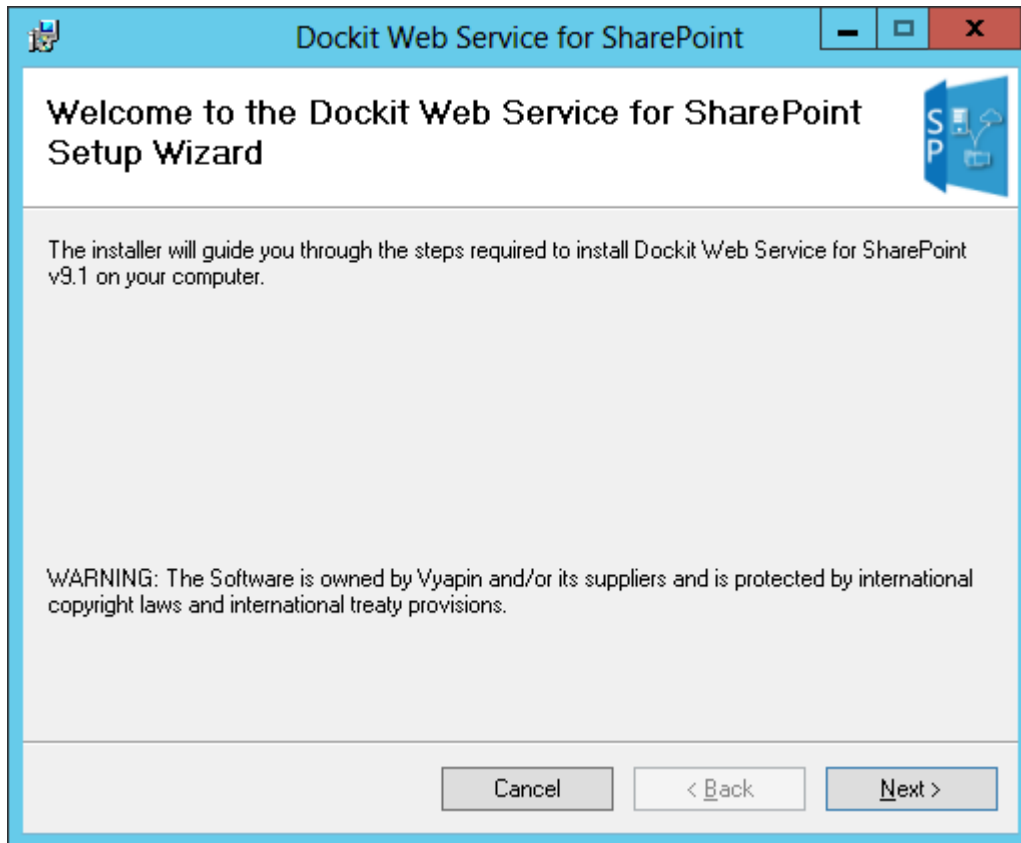 Dockit Web Service for SharePoint
Welcome to the Dockit Web Service for SharePoint
Setup Wizard
S
P
The installer will guide you through the steps required to install Dockit Web Service for SharePoint
v9.1 on your computer.
WARNING: The Software is owned by Vyapin and/or its suppliers and is protected by international
copyright laws and international treaty provisions.
Cancel
< Back
Next >